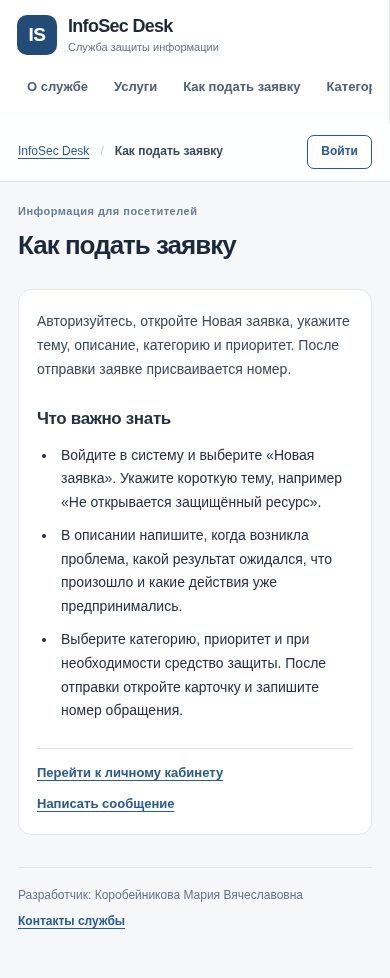 IS
InfoSec Desk
Служба защиты информации
О службе Услуги Как подать заявку
InfoSec Desk / Как подать заявку
Войти
Информация для посетителей
Как подать заявку
Авторизуйтесь, откройте Новая заявка, укажите
тему, описание, категорию и приоритет. После
отправки заявке присваивается номер.
Что важно знать
• Войдите в систему и выберите «Новая
заявка». Укажите короткую тему, например
«Не открывается защищённый ресурс».
• В описании напишите, когда возникла
проблема, какой результат ожидался, что
произошло и какие действия уже
предпринимались.
• Выберите категорию, приоритет и при
необходимости средство защиты. После
отправки откройте карточку и запишите
номер обращения.
Перейти к личному кабинету
Написать сообщение
Разработчик: Коробейникова Мария Вячеславовна
Контакты службы